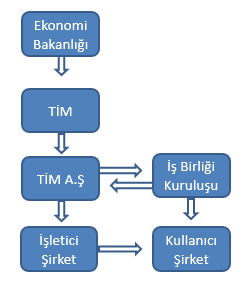 Ekonomi
Bakanlığı
TİM
TİM A.Ş
İş Birliği
Kuruluşu
İşletici
Şirket
Kullanıcı
Şirket